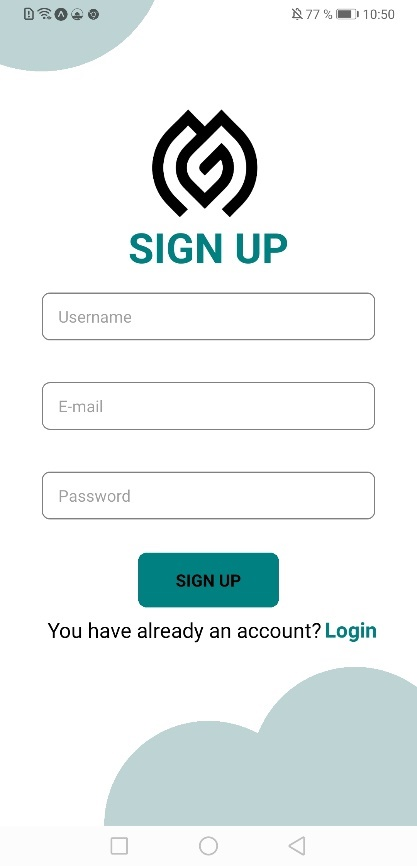 77 % 10:50
SIGN UP
Username
E-mail
Password
SIGN UP
You have already an account? Login